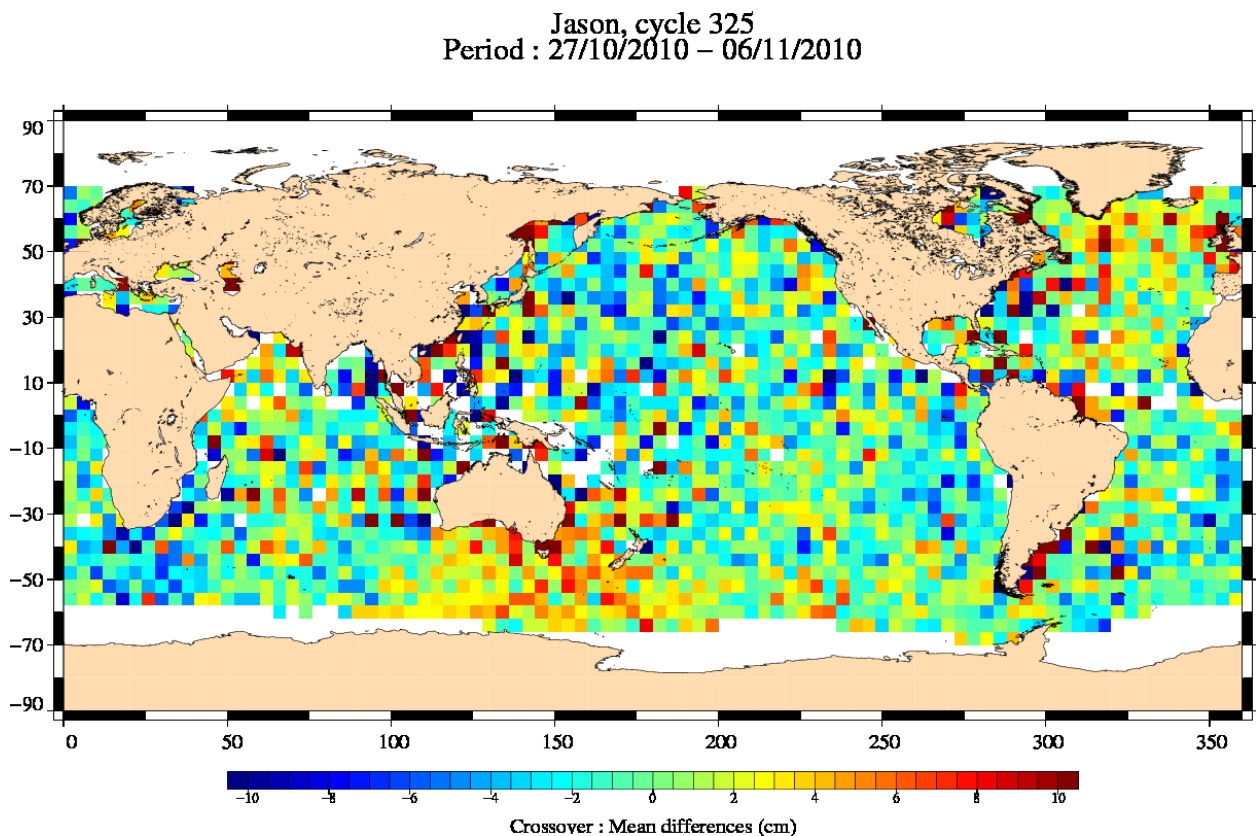 Jason, cycle 325
Period : 27/10/2010 − 06/11/2010
90
70
50
30
10
−10
−30
−50
−70
−90
0 50 100 150 200 250 300 350
−10 −8 −6 −4 −2 0 2 4 6 8 10
Crossover : Mean differences (cm)